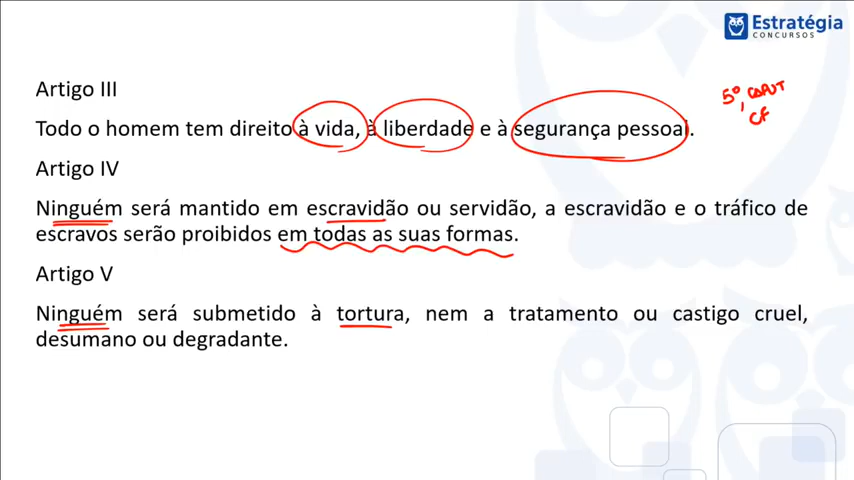 Estratégia
CONCURSOS
Artigo III
Todo o homem tem direito à vida, à liberdade e à segurança pessoal.
5º, CAPUT
CF
Artigo IV
Ninguém será mantido em escravidão ou servidão, a escravidão e o tráfico de
escravos serão proibidos em todas as suas formas.
Artigo V
Ninguém será submetido à tortura, nem a tratamento ou castigo cruel,
desumano ou degradante.